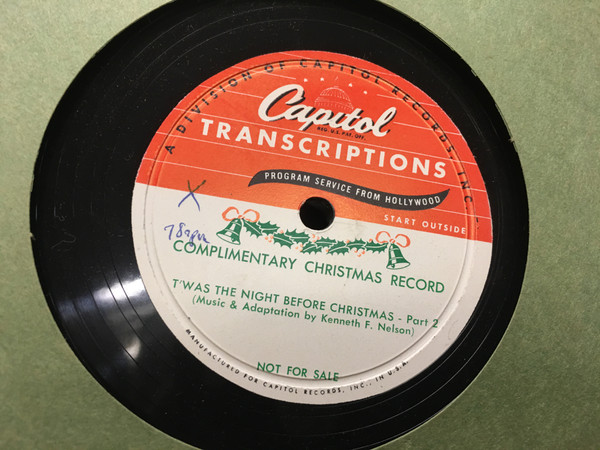 A DIVISION OF CAPITOL RECORDS, INC.
Capitol
REG. U.S. PAT. OFF.
TRANSCRIPTIONS
PROGRAM SERVICE FROM HOLLYWOOD
START OUTSIDE
X
78rpm
COMPLIMENTARY CHRISTMAS RECORD
T'WAS THE NIGHT BEFORE CHRISTMAS - Part 2
(Music & Adaptation by Kenneth F. Nelson)
NOT FOR SALE
MANUFACTURED FOR CAPITOL RECORDS, INC., IN U.S.A.